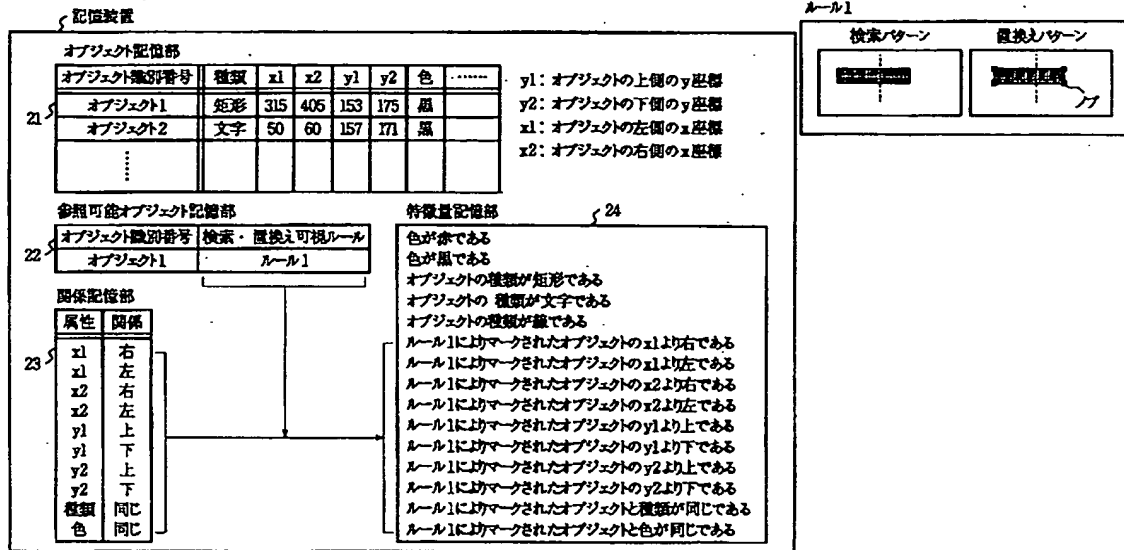 記憶装置
オブジェクト記憶部
オブジェクト識別番号 種類 x1 x2 y1 y2 色 ……
オブジェクト1 矩形 315 405 153 175 黒
オブジェクト2 文字 50 60 157 171 黒
21
y1：オブジェクトの上側のy座標
y2：オブジェクトの下側のy座標
x1：オブジェクトの左側のx座標
x2：オブジェクトの右側のx座標
参照可能オブジェクト記憶部
オブジェクト識別番号 検索・置換え可視ルール
オブジェクト1 ルール1
22
関係記憶部
属性 関係
x1 右
x1 左
x2 右
x2 左
y1 上
y1 下
y2 上
y2 下
種類 同じ
色 同じ
23
特徴量記憶部
24
色が赤である
色が黒である
オブジェクトの種類が矩形である
オブジェクトの 種類が文字である
オブジェクトの種類が線である
ルール1によりマークされたオブジェクトのx1より右である
ルール1によりマークされたオブジェクトのx1より左である
ルール1によりマークされたオブジェクトのx2より右である
ルール1によりマークされたオブジェクトのx2より左である
ルール1によりマークされたオブジェクトのy1より上である
ルール1によりマークされたオブジェクトのy1より下である
ルール1によりマークされたオブジェクトのy2より上である
ルール1によりマークされたオブジェクトのy2より下である
ルール1によりマークされたオブジェクトと種類が同じである
ルール1によりマークされたオブジェクトと色が同じである
ルール1
検索パターン 置換えパターン
ノブ